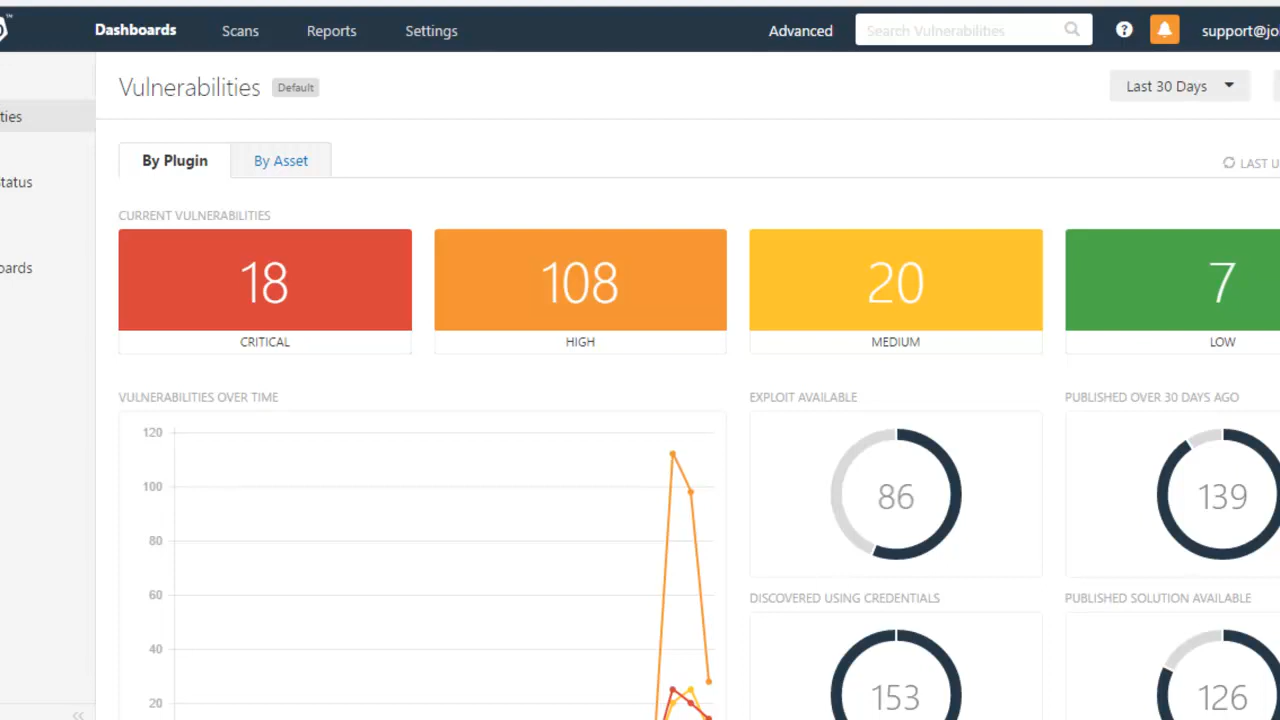 Dashboards Scans Reports Settings Advanced Search Vulnerabilities ? support@jo
™
Vulnerabilities Default Last 30 Days
ties
By Plugin By Asset LAST U
tatus
CURRENT VULNERABILITIES
oards
18 108 20 7
CRITICAL HIGH MEDIUM LOW
VULNERABILITIES OVER TIME EXPLOIT AVAILABLE PUBLISHED OVER 30 DAYS AGO
120
100
80
60
40
20
86 139
DISCOVERED USING CREDENTIALS PUBLISHED SOLUTION AVAILABLE
153 126